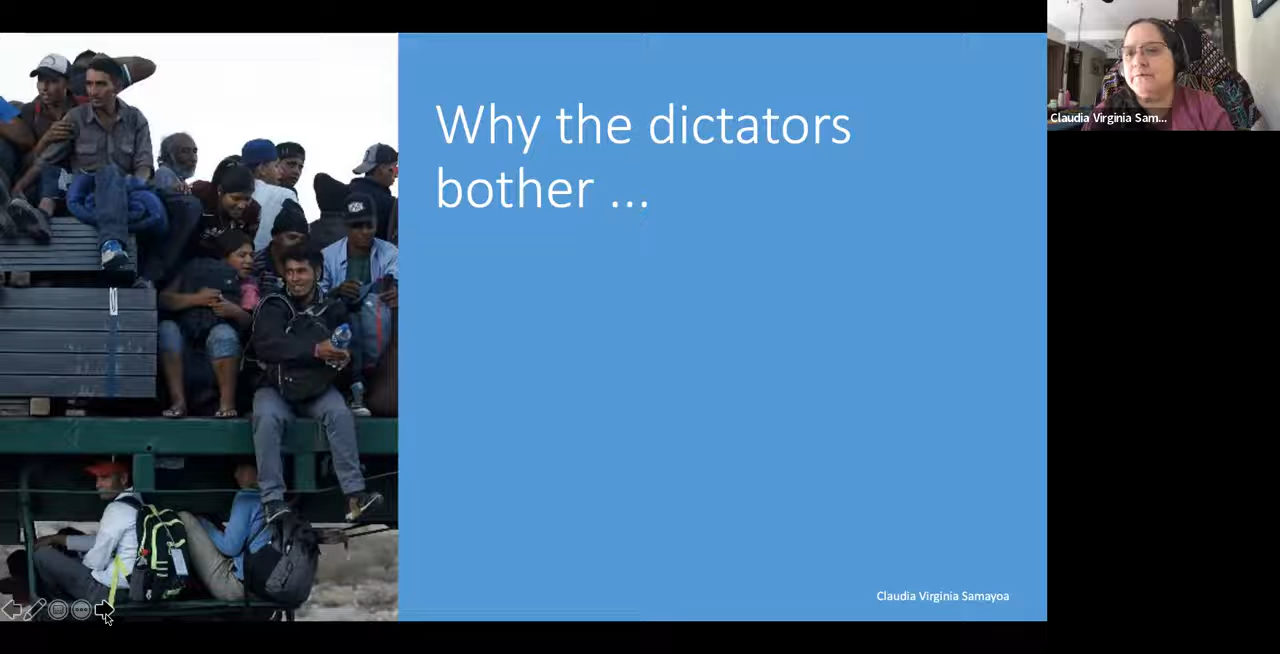 Why the dictators
bother ...
Claudia Virginia Samayoa
Claudia Virginia Sam...